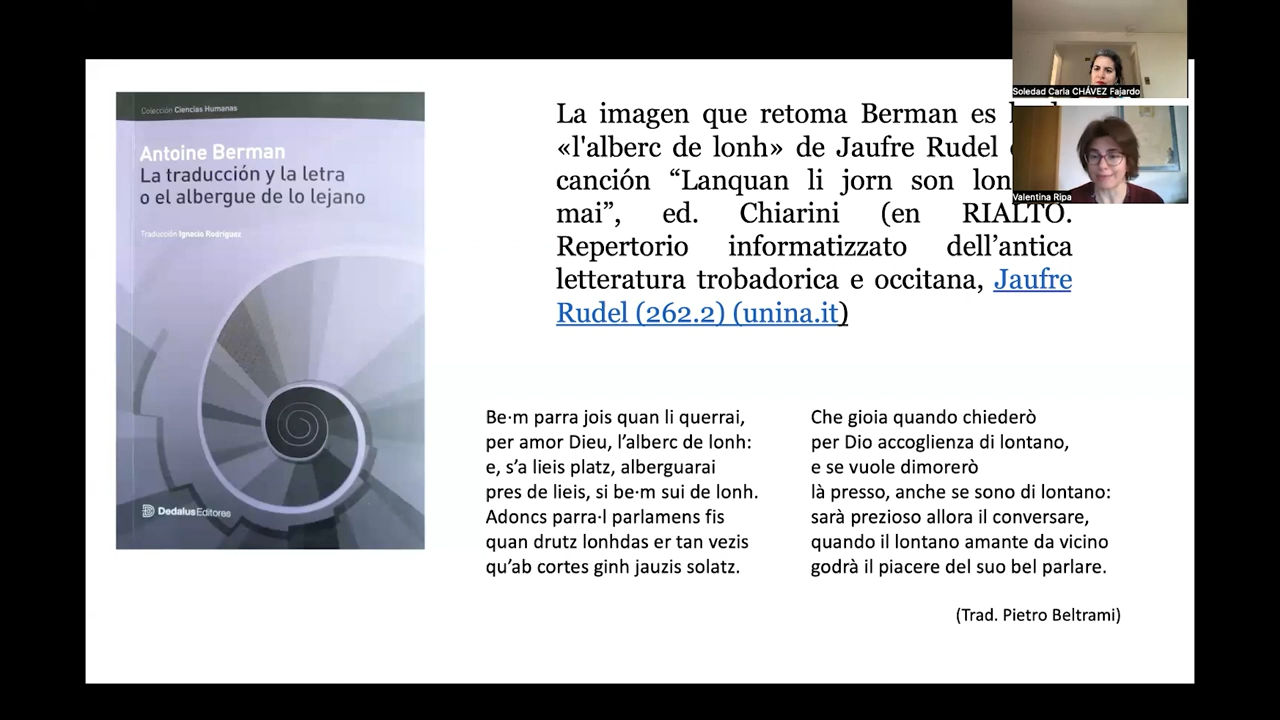 Colección Ciencias Humanas
Antoine Berman
La traducción y la letra
o el albergue de lo lejano
Traducción Ignacio Rodríguez
Dedalus Editores
La imagen que retoma Berman es
«l'alberc de lonh» de Jaufre Rudel
canción “Lanquan li jorn son
mai”, ed. Chiarini (en RIALTO.
Repertorio informatizzato dell’antica
letteratura trobadorica e occitana, Jaufre
Rudel (262.2) (unina.it)
Be·m parra jois quan li querrai,
per amor Dieu, l’alberc de lonh:
e, s’a lieis platz, alberguarai
pres de lieis, si be·m sui de lonh.
Adoncs parra·l parlamens fis
quan drutz lonhdas er tan vezis
qu’ab cortes ginh jauzis solatz.
Che gioia quando chiederò
per Dio accoglienza di lontano,
e se vuole dimorerò
là presso, anche se sono di lontano:
sarà prezioso allora il conversare,
quando il lontano amante da vicino
godrà il piacere del suo bel parlare.
(Trad. Pietro Beltrami)
Soledad Carla CHÁVEZ Fajardo
Valentina Ripa